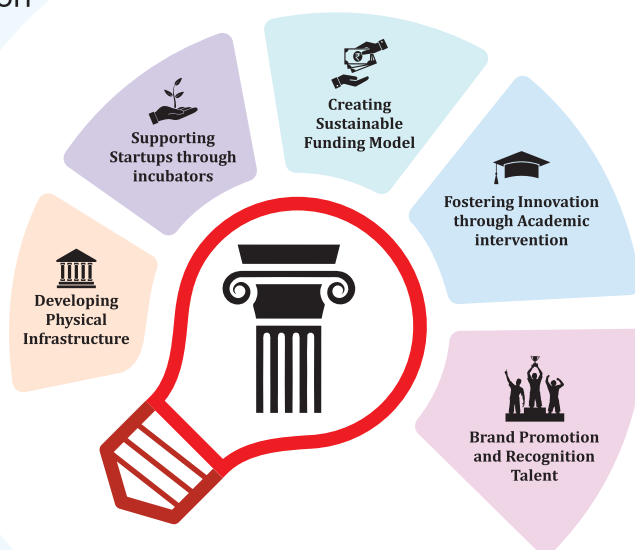 Developing
Physical
Infrastructure
Supporting
Startups through
incubators
Creating
Sustainable
Funding Model
Fostering Innovation
through Academic
intervention
Brand Promotion
and Recognition
Talent